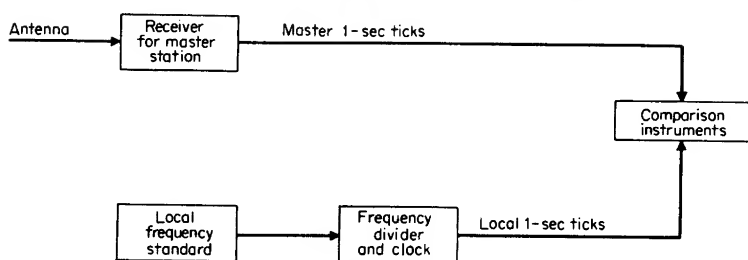 Antenna
Receiver
for master
station
Master 1-sec ticks
Comparison
instruments
Local
frequency
standard
Frequency
divider
and clock
Local 1-sec ticks